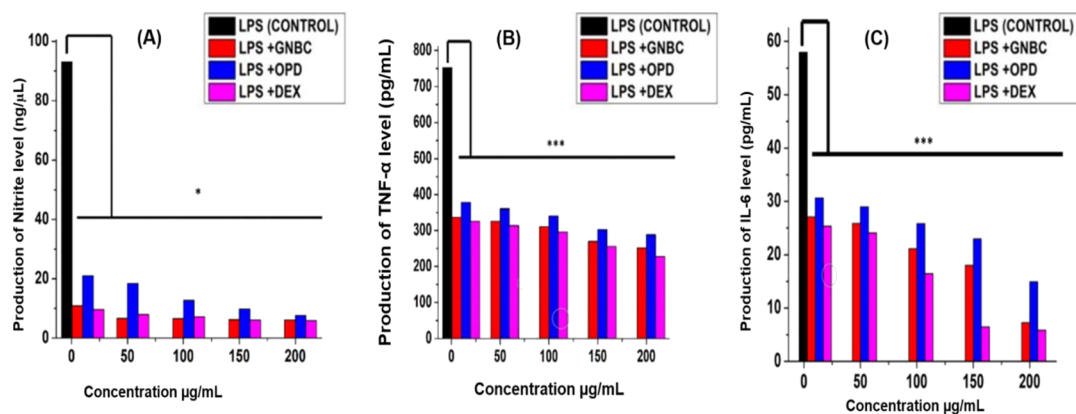 (A)
LPS (CONTROL)
LPS +GNBC
LPS +OPD
LPS +DEX
Production of Nitrite level (ng/µL)
100
80
60
40
20
0
*
0 50 100 150 200
Concentration µg/mL
(B)
LPS (CONTROL)
LPS +GNBC
LPS +OPD
LPS +DEX
Production of TNF-α level (pg/mL)
800
700
600
500
400
300
200
100
0
***
0 50 100 150 200
Concentration µg/mL
(C)
LPS (CONTROL)
LPS +GNBC
LPS +OPD
LPS +DEX
Production of IL-6 level (pg/mL)
60
50
40
30
20
10
0
***
0 50 100 150 200
Concentration µg/mL